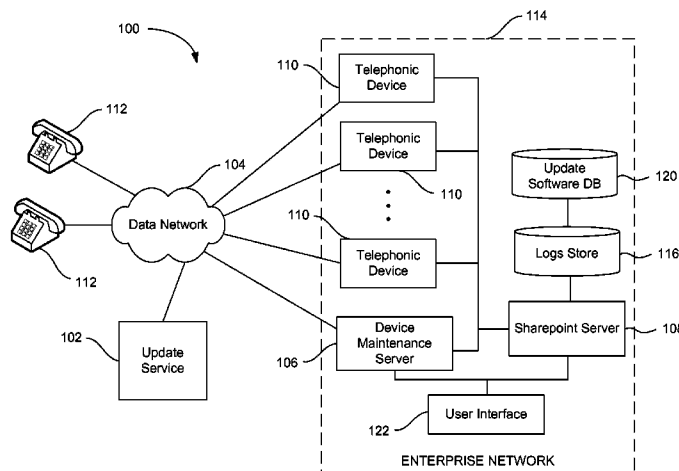 100
114
110
Telephonic
Device
112
104
Telephonic
Device
110
Update
Software DB
120
Data Network
110
Telephonic
Device
Logs Store
116
112
102
Update
Service
Device
Maintenance
Server
106
Sharepoint Server
108
User Interface
122
ENTERPRISE NETWORK